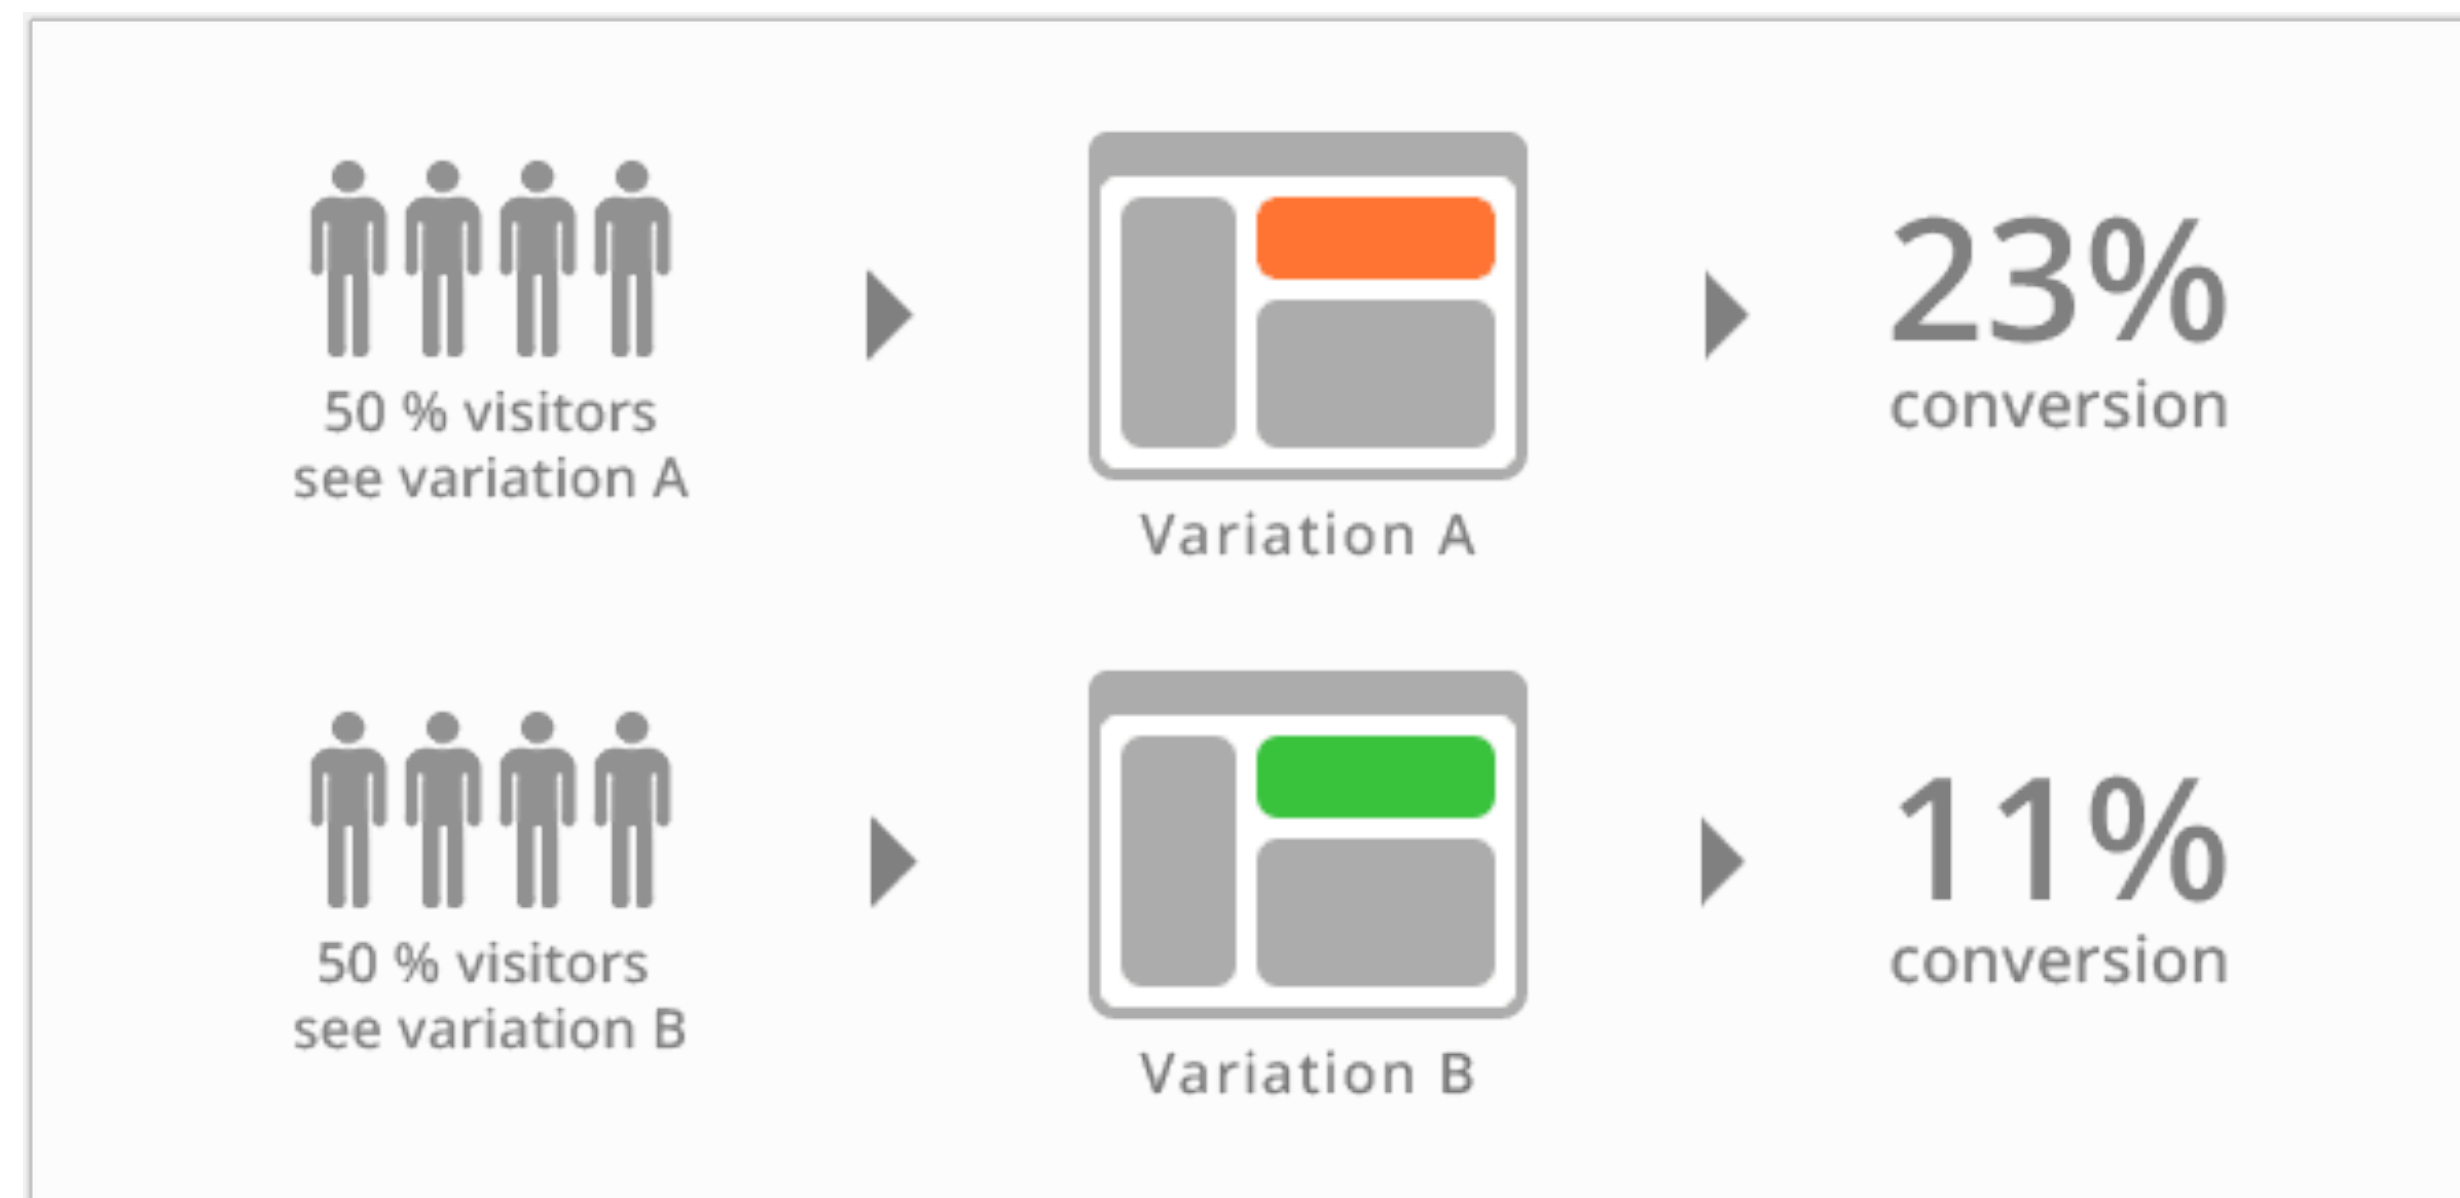 50 % visitors
see variation A
Variation A
23%
conversion
50 % visitors
see variation B
Variation B
11%
conversion